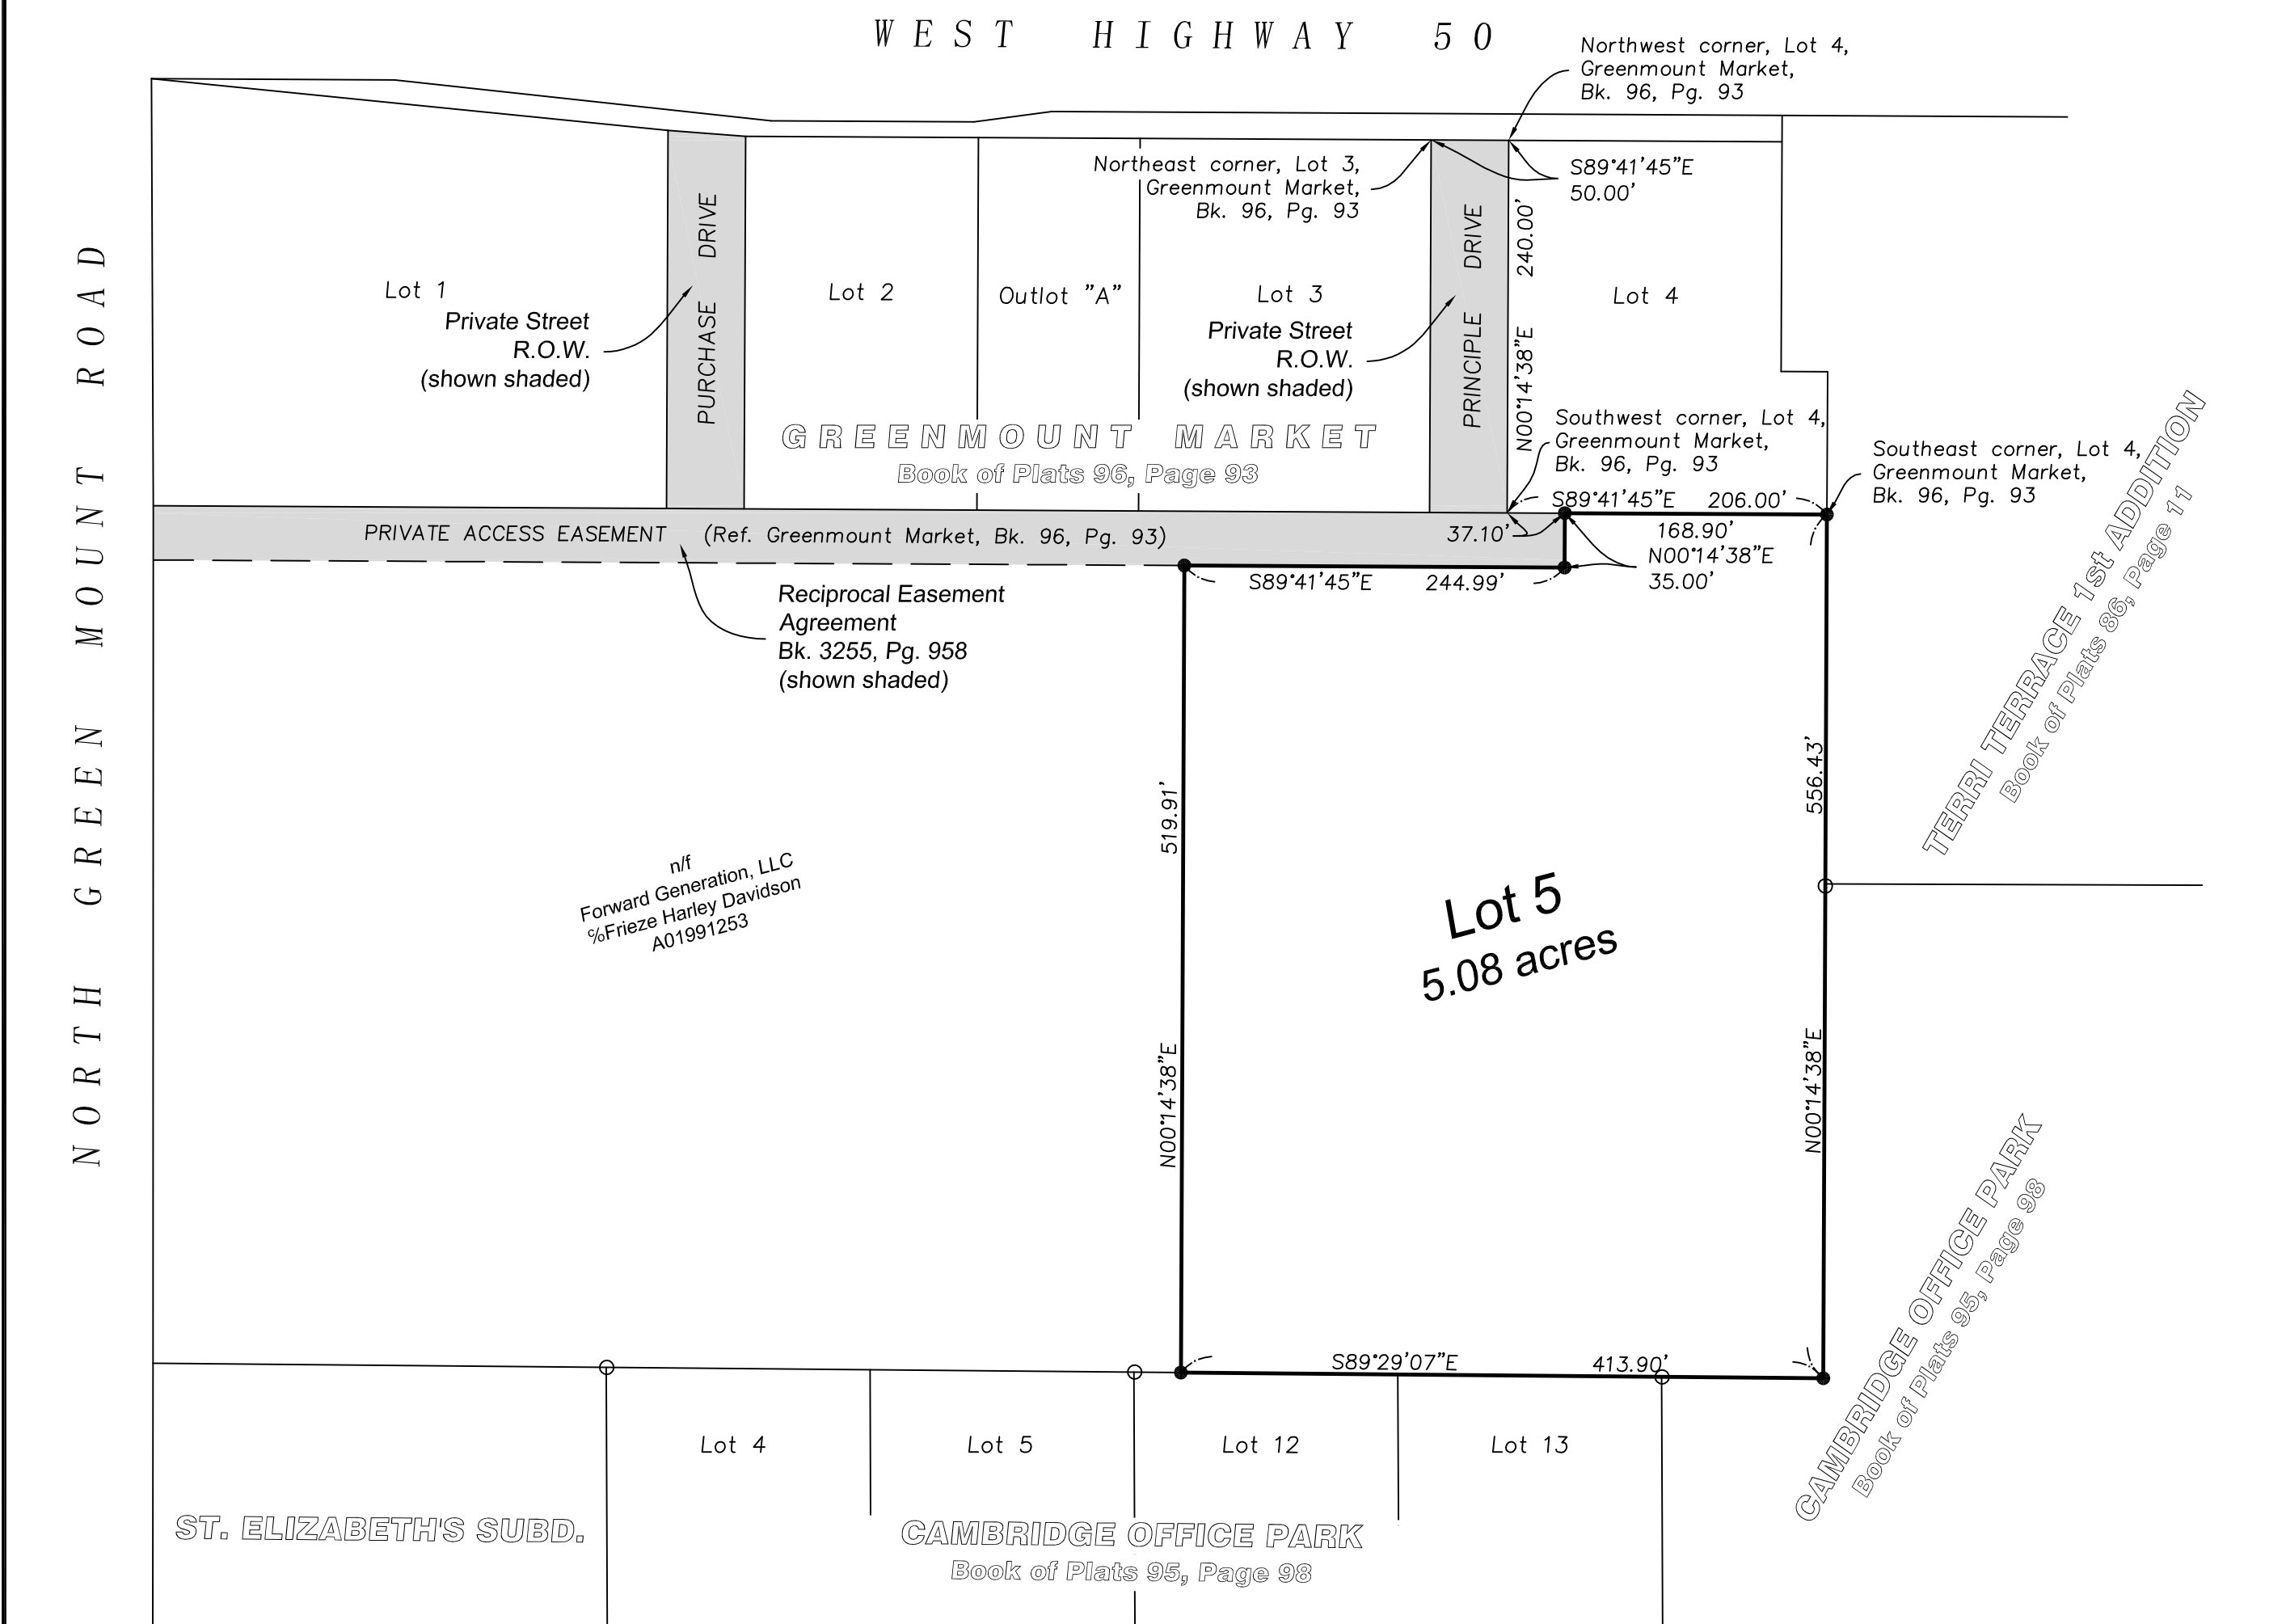 WEST HIGHWAY 50
Northwest corner, Lot 4,
Greenmount Market,
Bk. 96, Pg. 93
Northeast corner, Lot 3,
Greenmount Market,
Bk. 96, Pg. 93
S89°41'45"E
50.00'
NORTH GREEN MOUNT ROAD
Lot 1
Private Street
R.O.W.
(shown shaded)
PURCHASE DRIVE
Lot 2
Outlot "A"
Lot 3
Private Street
R.O.W.
(shown shaded)
PRINCIPLE DRIVE
N00°14'38"E 240.00'
Lot 4
GREENMOUNT MARKET
Book of Plats 96, Page 93
Southwest corner, Lot 4,
Greenmount Market,
Bk. 96, Pg. 93
Southeast corner, Lot 4,
Greenmount Market,
Bk. 96, Pg. 93
S89°41'45"E 206.00'
PRIVATE ACCESS EASEMENT (Ref. Greenmount Market, Bk. 96, Pg. 93)
37.10'
168.90'
N00°14'38"E
35.00'
S89°41'45"E 244.99'
Reciprocal Easement
Agreement
Bk. 3255, Pg. 958
(shown shaded)
TERRI TERRACE 1st ADDITION
Book of Plats 86, Page 11
n/f
Forward Generation, LLC
℅Frieze Harley Davidson
A01991253
N00°14'38"E 519.91'
Lot 5
5.08 acres
N00°14'38"E 556.43'
CAMBRIDGE OFFICE PARK
Book of Plats 95, Page 98
S89°29'07"E 413.90'
Lot 4
Lot 5
Lot 12
Lot 13
ST. ELIZABETH'S SUBD.
CAMBRIDGE OFFICE PARK
Book of Plats 95, Page 98